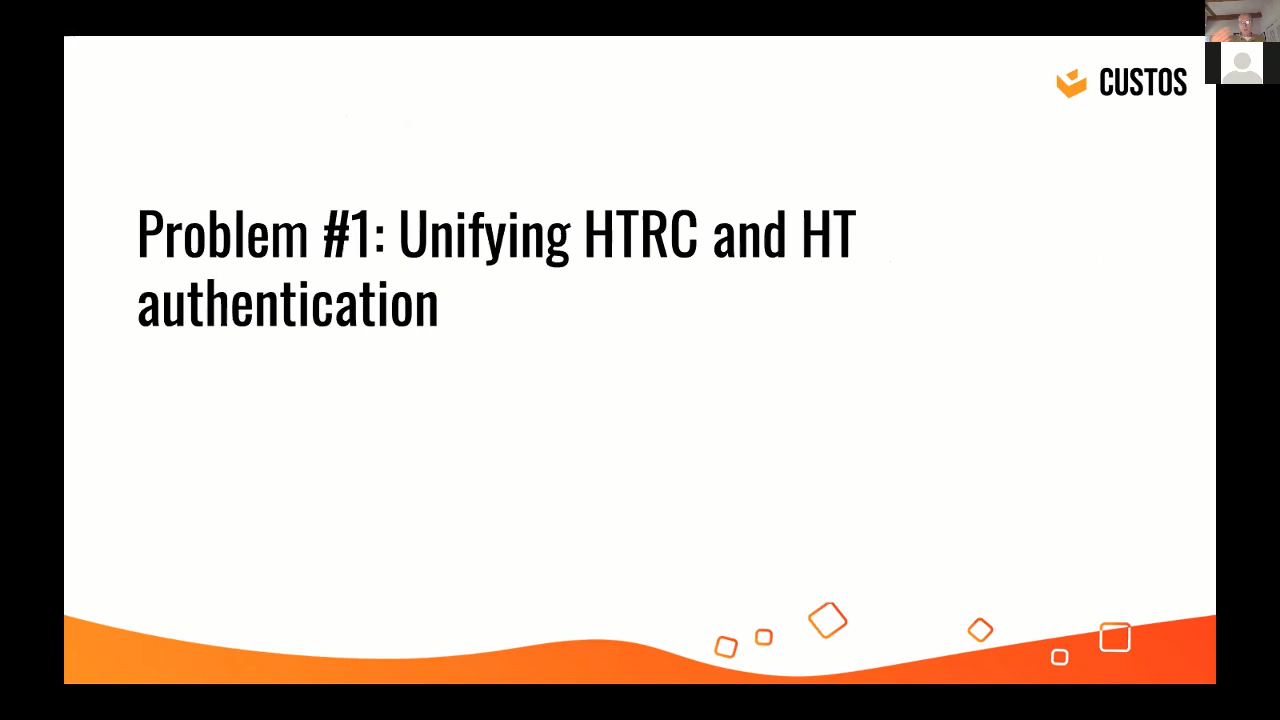 CUSTOS
Problem #1: Unifying HTRC and HT
authentication